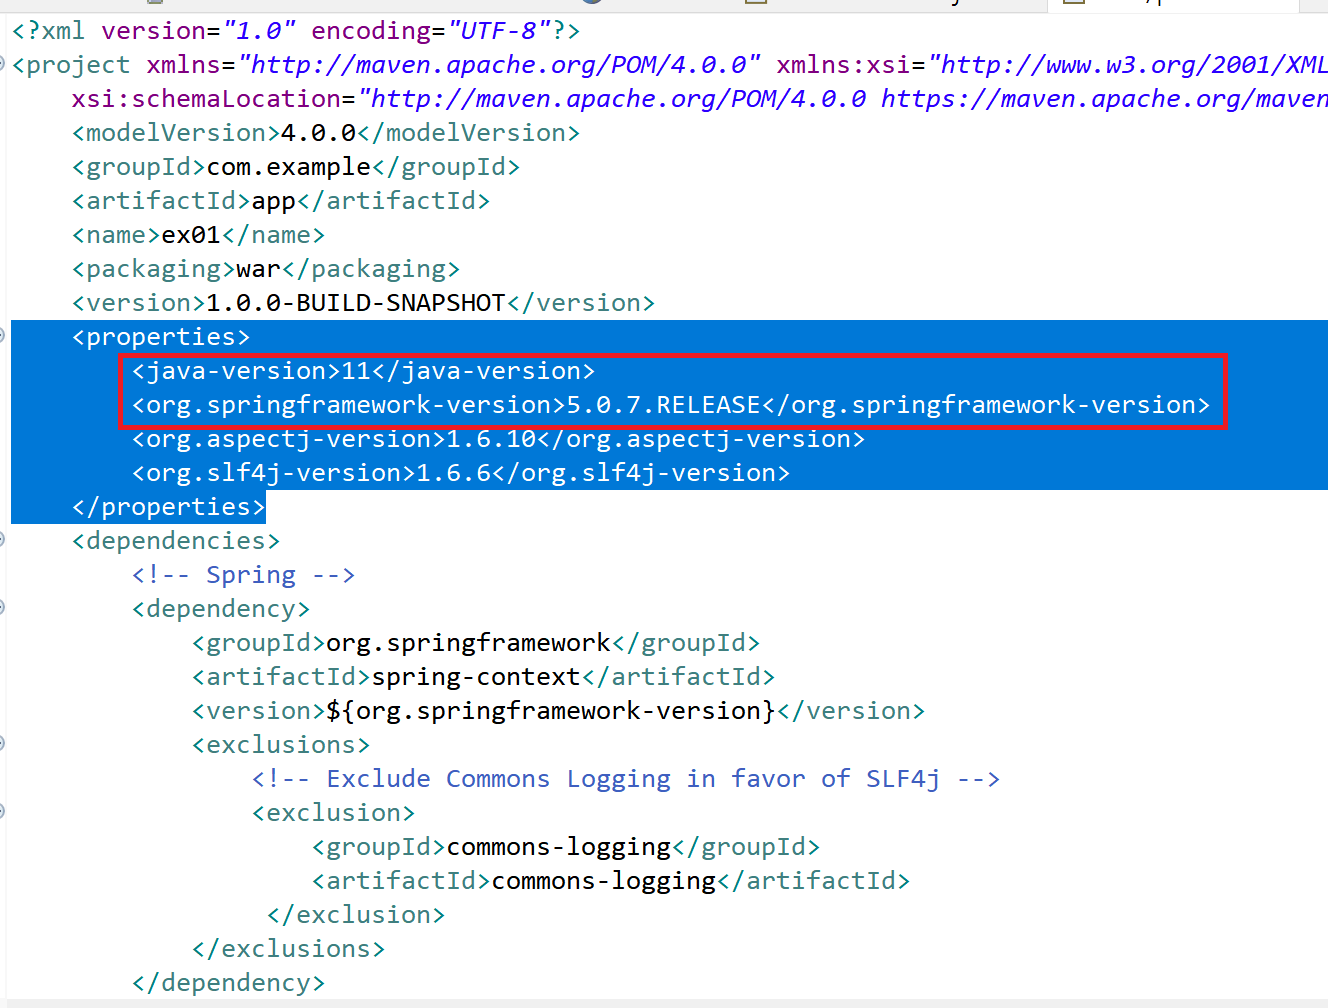 <?xml version="1.0" encoding="UTF-8"?>
<project xmlns="http://maven.apache.org/POM/4.0.0" xmlns:xsi="http://www.w3.org/2001/XML
xsi:schemaLocation="http://maven.apache.org/POM/4.0.0 https://maven.apache.org/maven
<modelVersion>4.0.0</modelVersion>
<groupId>com.example</groupId>
<artifactId>app</artifactId>
<name>ex01</name>
<packaging>war</packaging>
<version>1.0.0-BUILD-SNAPSHOT</version>
<properties>
<java-version>11</java-version>
<org.springframework-version>5.0.7.RELEASE</org.springframework-version>
<org.aspectj-version>1.6.10</org.aspectj-version>
<org.slf4j-version>1.6.6</org.slf4j-version>
</properties>
<dependencies>
<!-- Spring -->
<dependency>
<groupId>org.springframework</groupId>
<artifactId>spring-context</artifactId>
<version>${org.springframework-version}</version>
<exclusions>
<!-- Exclude Commons Logging in favor of SLF4j -->
<exclusion>
<groupId>commons-logging</groupId>
<artifactId>commons-logging</artifactId>
</exclusion>
</exclusions>
</dependency>